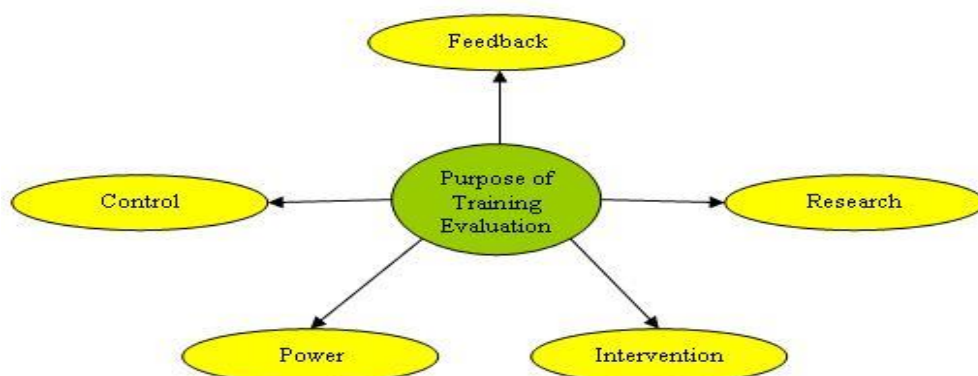 Feedback
Control
Purpose of
Training
Evaluation
Research
Power
Intervention